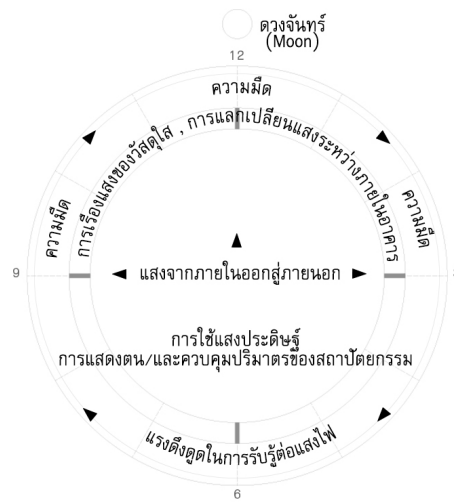 ดวงจันทร์
(Moon)
12
ความมืด
การเรืองแสงของวัสดุใส , การแลกเปลี่ยนแสงระหว่างภายในอาคาร
ความมืด
ความมืด
9
แสงจากภายในออกสู่ภายนอก
การใช้แสงประดิษฐ์
การแสดงตน/และควบคุมปริมาตรของสถาปัตยกรรม
แรงดึงดูดในการรับรู้ต่อแสงไฟ
6